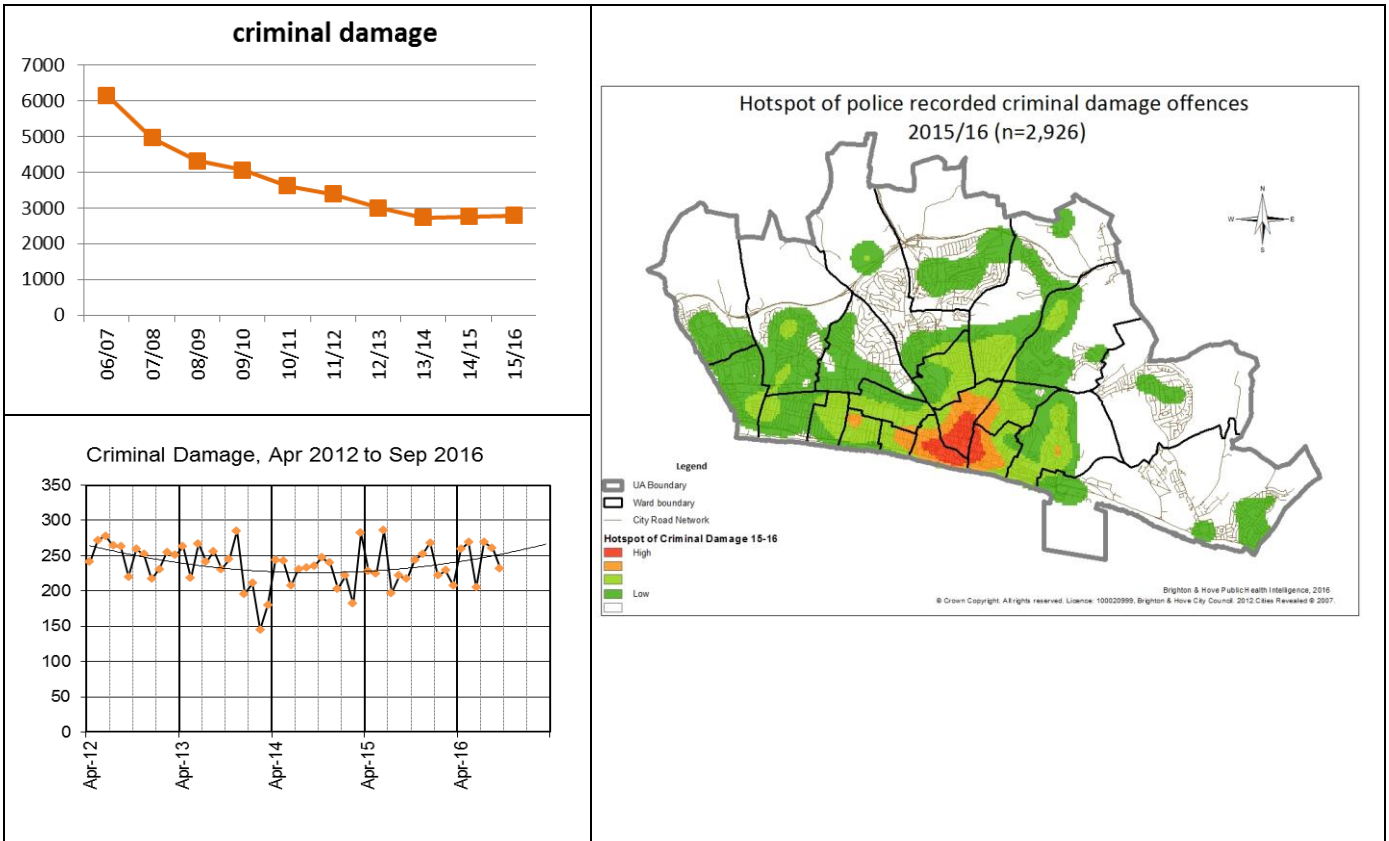 criminal damage
7000
6000
5000
4000
3000
2000
1000
0
06/07
07/08
08/09
09/10
10/11
11/12
12/13
13/14
14/15
15/16
Criminal Damage, Apr 2012 to Sep 2016
350
300
250
200
150
100
50
0
Apr-12
Apr-13
Apr-14
Apr-15
Apr-16
Hotspot of police recorded criminal damage offences
2015/16 (n=2,926)
N
W E
S
Legend
UA Boundary
Ward boundary
City Road Network
Hotspot of Criminal Damage 15-16
High
Low
Brighton & Hove Public Health Intelligence, 2016
© Crown Copyright. All rights reserved. Licence: 100020999, Brighton & Hove City Council. 2012.Cities Revealed © 2007.